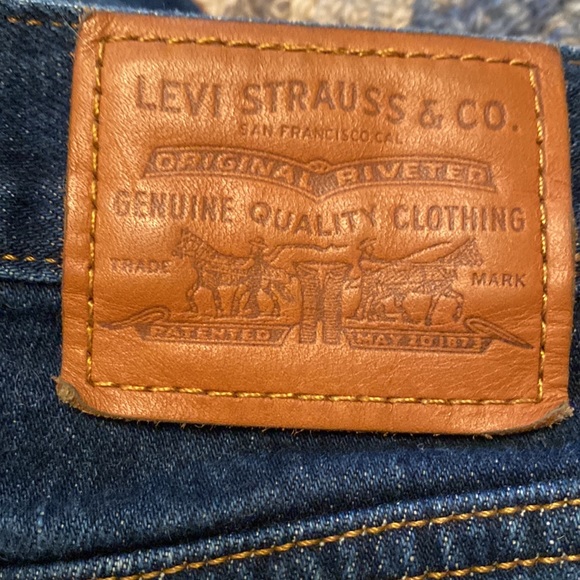 LEVI STRAUSS & CO.
SAN FRANCISCO CAL
ORIGINAL RIVETED
GENUINE QUALITY CLOTHING
TRADE MARK
PATENTED MAY 20 1873